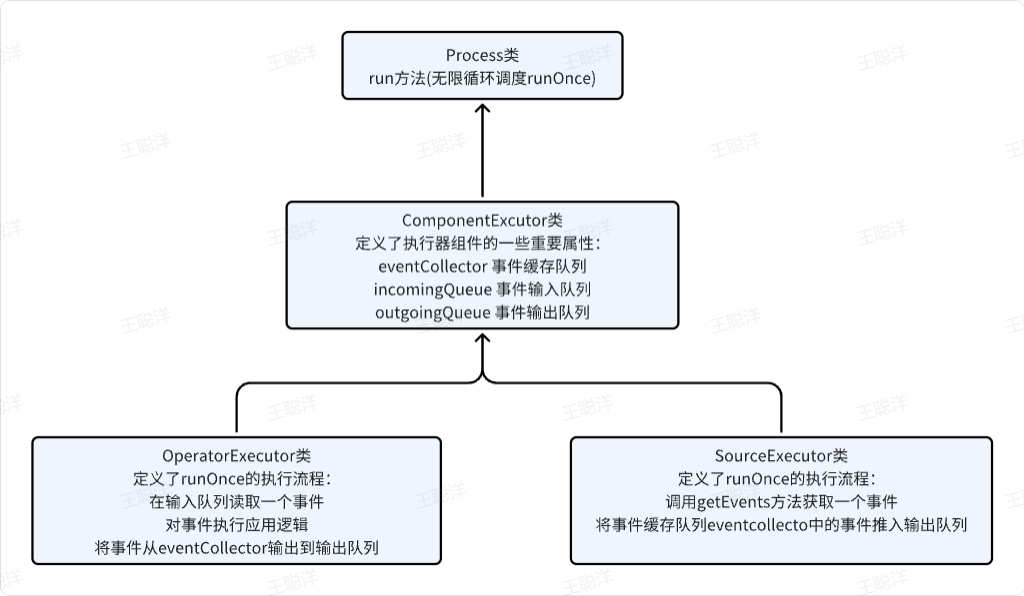 Process类
run方法(无限循环调度runOnce)
ComponentExcutor类
定义了执行器组件的一些重要属性：
eventCollector 事件缓存队列
incomingQueue 事件输入队列
outgoingQueue 事件输出队列
OperatorExecutor类
定义了runOnce的执行流程：
在输入队列读取一个事件
对事件执行应用逻辑
将事件从eventCollector输出到输出队列
SourceExecutor类
定义了runOnce的执行流程：
调用getEvents方法获取一个事件
将事件缓存队列eventcollecto中的事件推入输出队列
王聪洋